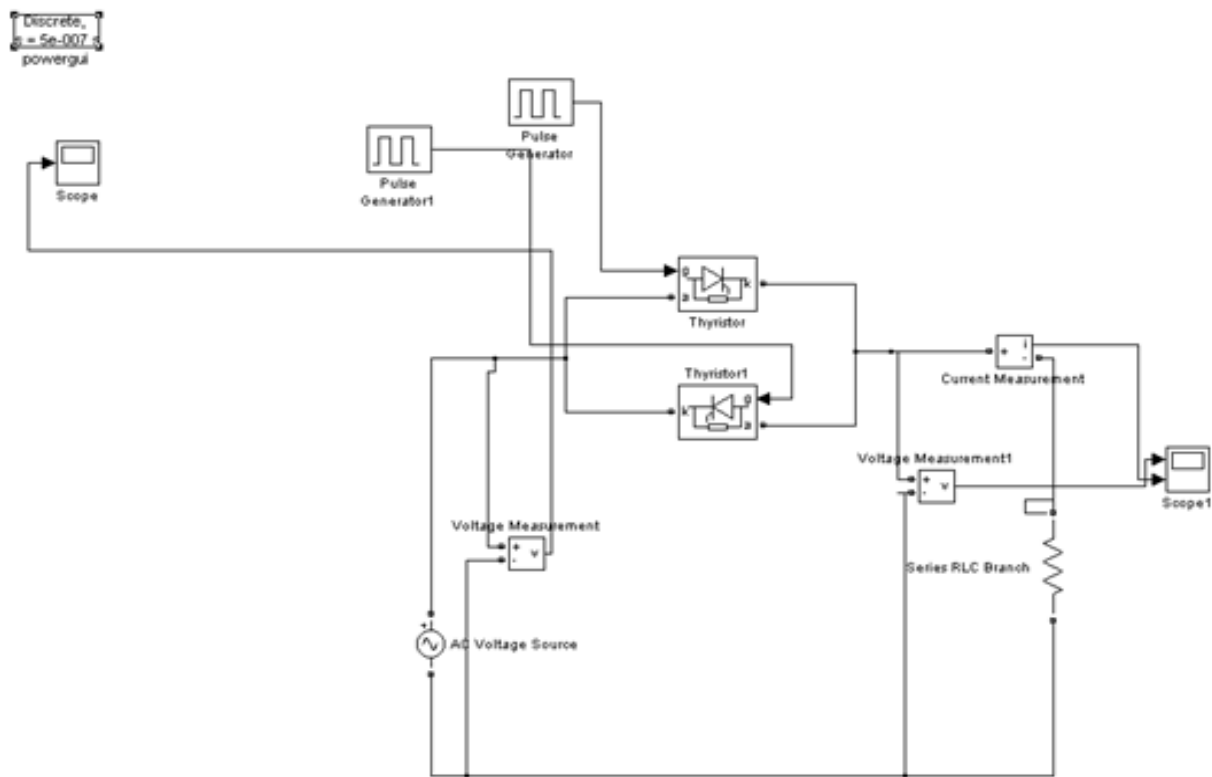 Discrete,
s = 5e-007 s
powergui
Pulse
Generator
Pulse
Generator1
Scope
g
k
a
Thyristor
Thyristor1
k
g
a
+
i
-
Current Measurement
Voltage Measurement1
+
v
-
Scope1
Voltage Measurement
+
v
-
Series RLC Branch
+
AC Voltage Source